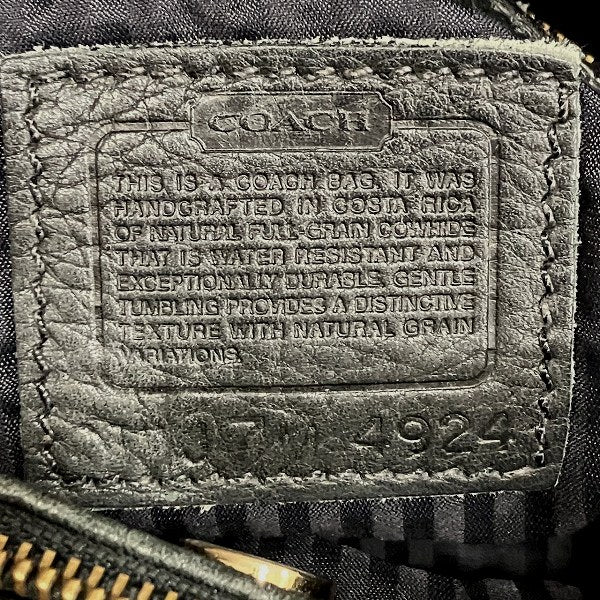 COACH
THIS IS A COACH BAG. IT WAS
HANDCRAFTED IN COSTA RICA
OF NATURAL FULL-GRAIN COWHIDE
THAT IS WATER RESISTANT AND
EXCEPTIONALLY DURABLE. GENTLE
TUMBLING PROVIDES A DISTINCTIVE
TEXTURE WITH NATURAL GRAIN
VARIATIONS.
4924